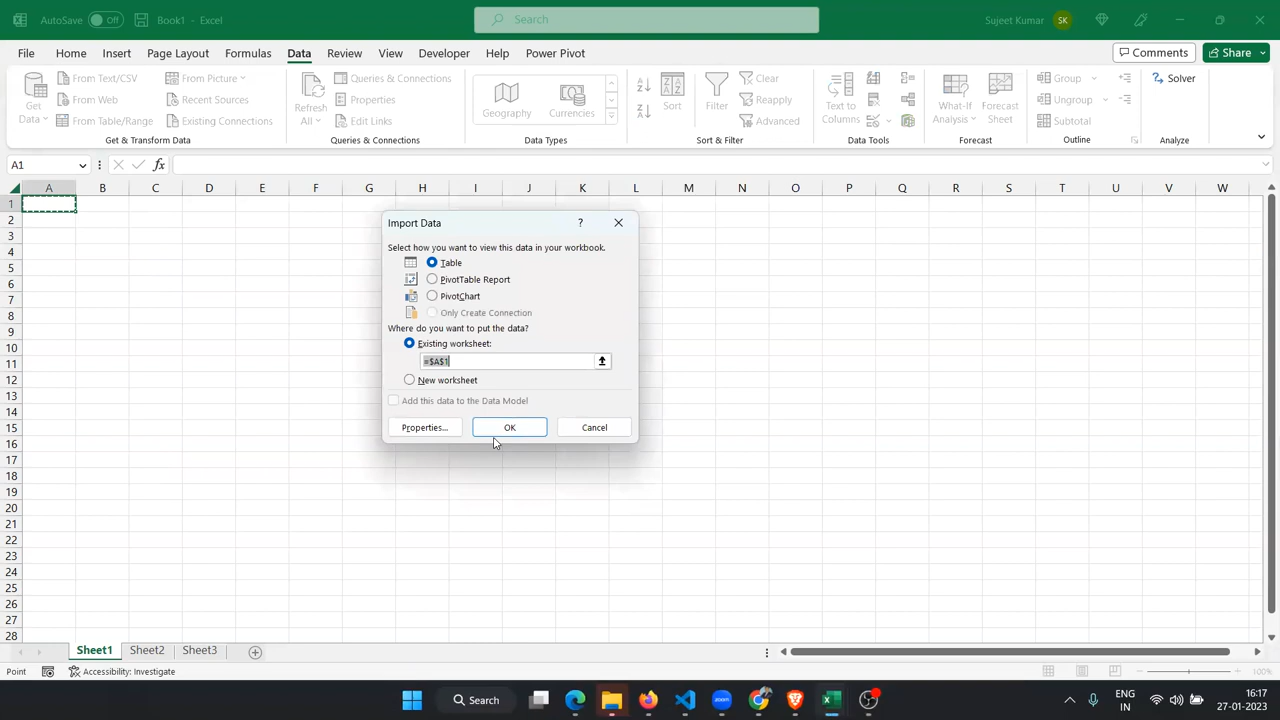 AutoSave Off Book1 - Excel Search Sujeet Kumar SK
File Home Insert Page Layout Formulas Data Review View Developer Help Power Pivot Comments Share
Get Data
From Text/CSV
From Web
From Table/Range
From Picture
Recent Sources
Existing Connections
Get & Transform Data
Refresh All
Queries & Connections
Properties
Edit Links
Queries & Connections
Geography Currencies
Data Types
Sort Filter
Clear
Reapply
Advanced
Sort & Filter
Text to Columns
Data Tools
What-If Analysis
Forecast Sheet
Forecast
Group
Ungroup
Subtotal
Outline
Solver
Analyze
A1 fx
A B C D E F G H I J K L M N O P Q R S T U V W
1
2
3
4
5
6
7
8
9
10
11
12
13
14
15
16
17
18
19
20
21
22
23
24
25
26
27
28
Import Data ?
Select how you want to view this data in your workbook.
Table
PivotTable Report
PivotChart
Only Create Connection
Where do you want to put the data?
Existing worksheet:
=$A$1
New worksheet
Add this data to the Data Model
Properties... OK Cancel
Sheet1 Sheet2 Sheet3
Point Accessibility: Investigate 100%
Search
ENG
IN
16:17
27-01-2023